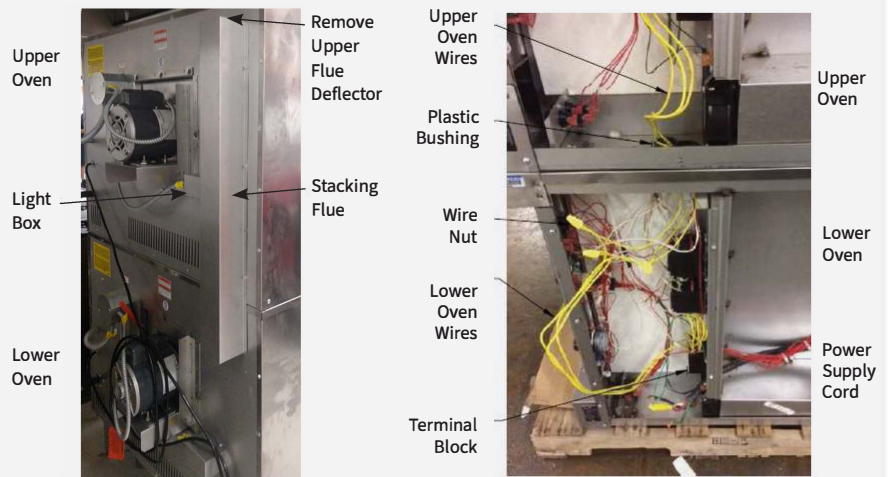 Upper
Oven
Light
Box
Lower
Oven
Remove
Upper
Flue
Deflector
Stacking
Flue
Upper
Oven
Wires
Plastic
Bushing
Wire
Nut
Lower
Oven
Wires
Terminal
Block
Upper
Oven
Lower
Oven
Power
Supply
Cord